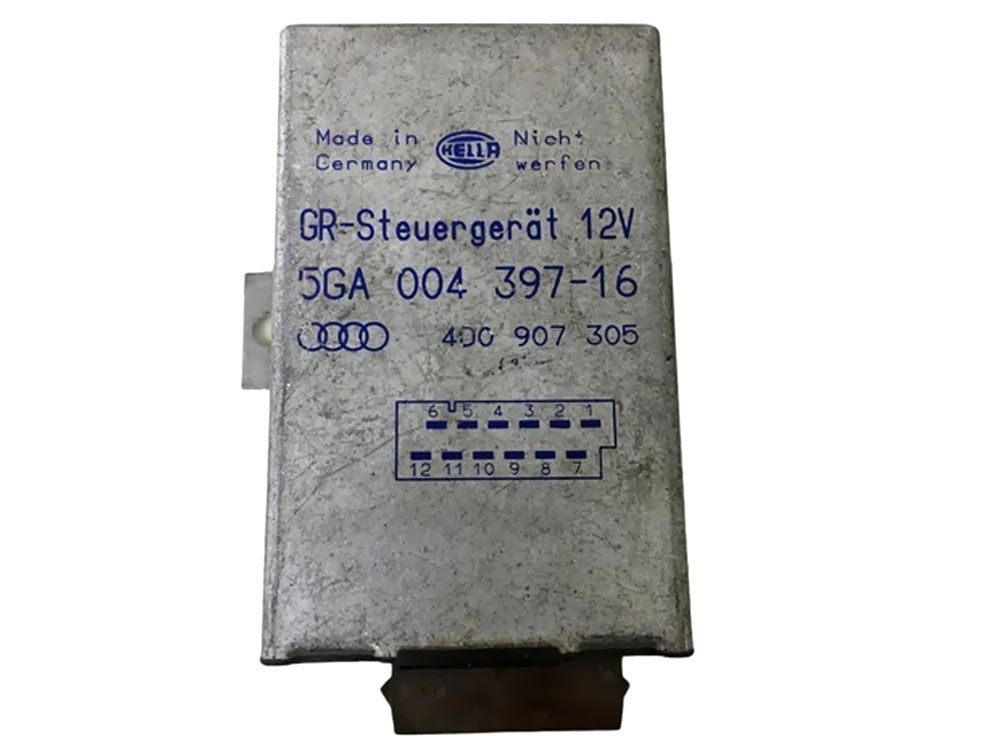 Made in HELLA Nicht
Germany werfen
GR-Steuergerät 12V
5GA 004 397-16
4D0 907 305
6 5 4 3 2 1
12 11 10 9 8 7